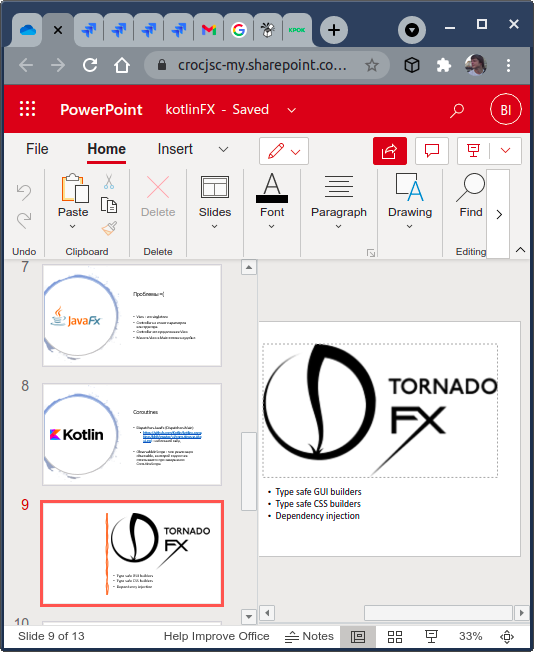 КРОК
crocjsc-my.sharepoint.co...
PowerPoint
kotlinFX - Saved
BI
File
Home
Insert
Paste
Delete
Slides
Font
Paragraph
Drawing
Find
Undo
Clipboard
Delete
Editing
7
JavaFx
Проблемы =(
8
Kotlin
Coroutines
9
TORNADO
FX
Type safe GUI builders
Type safe CSS builders
Dependency injection
10
TORNADO
FX
• Type safe GUI builders
• Type safe CSS builders
• Dependency injection
Slide 9 of 13
Help Improve Office
Notes
33%